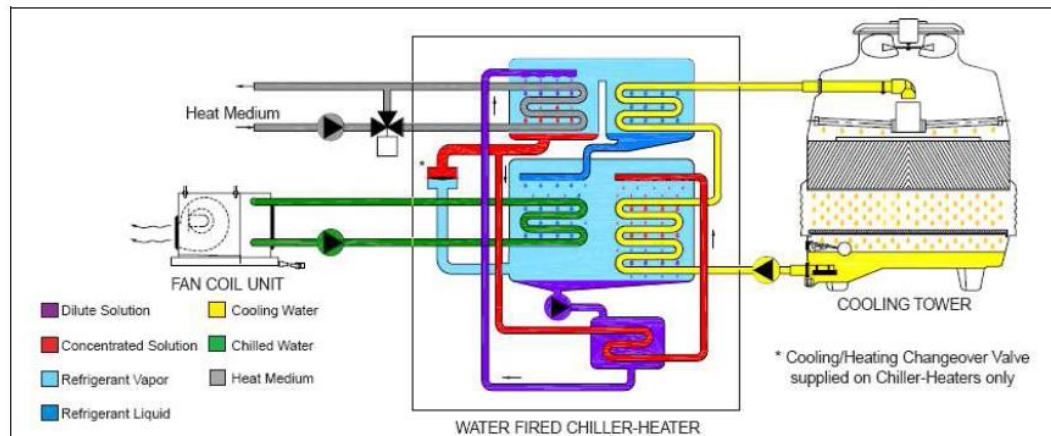 Heat Medium
*
FAN COIL UNIT
COOLING TOWER
Dilute Solution
Cooling Water
Concentrated Solution
Chilled Water
Refrigerant Vapor
Heat Medium
Refrigerant Liquid
* Cooling/Heating Changeover Valve
supplied on Chiller-Heaters only
WATER FIRED CHILLER-HEATER